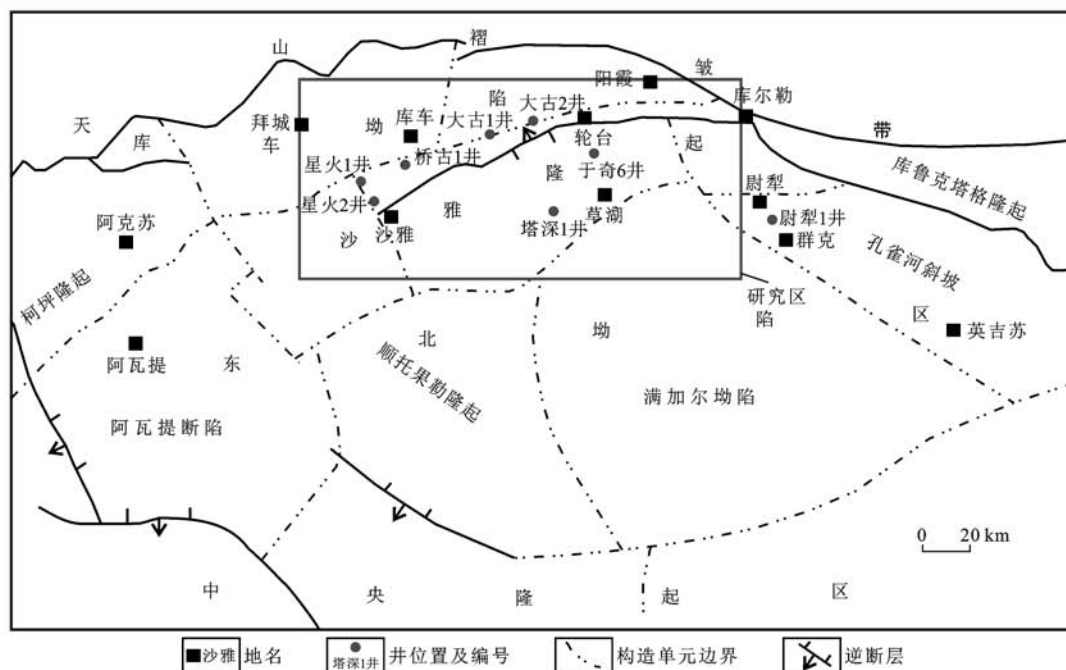 天山褶皱带
库车坳陷
阳霞
库尔勒
拜城
库车
大古1井
大古2井
轮台
星火1井
桥古1井
于奇6井
库鲁克塔格隆起
星火2井
沙雅
沙雅隆起
草湖
塔深1井
尉犁
尉犁1井
群克
阿克苏
孔雀河斜坡区
柯坪隆起
研究区
阿瓦提
东北坳陷区
英吉苏
顺托果勒隆起
满加尔坳陷
阿瓦提断陷
0 20 km
中央隆起区
沙雅 地名
塔深1井 井位置及编号
构造单元边界
逆断层